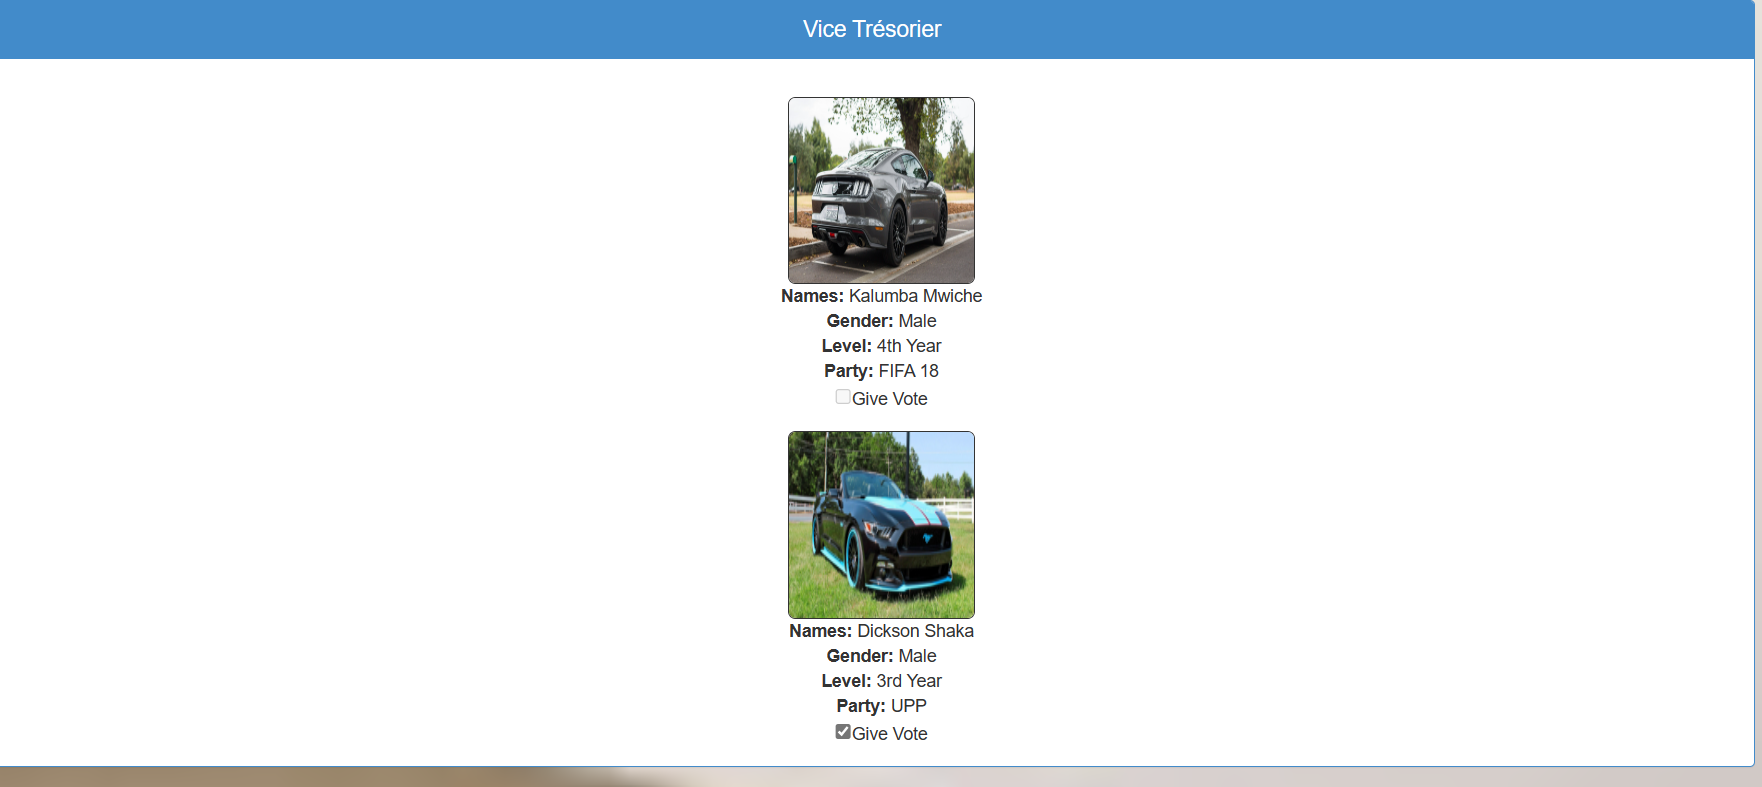 Vice Trésorier
Names: Kalumba Mwiche
Gender: Male
Level: 4th Year
Party: FIFA 18
Give Vote
Names: Dickson Shaka
Gender: Male
Level: 3rd Year
Party: UPP
Give Vote